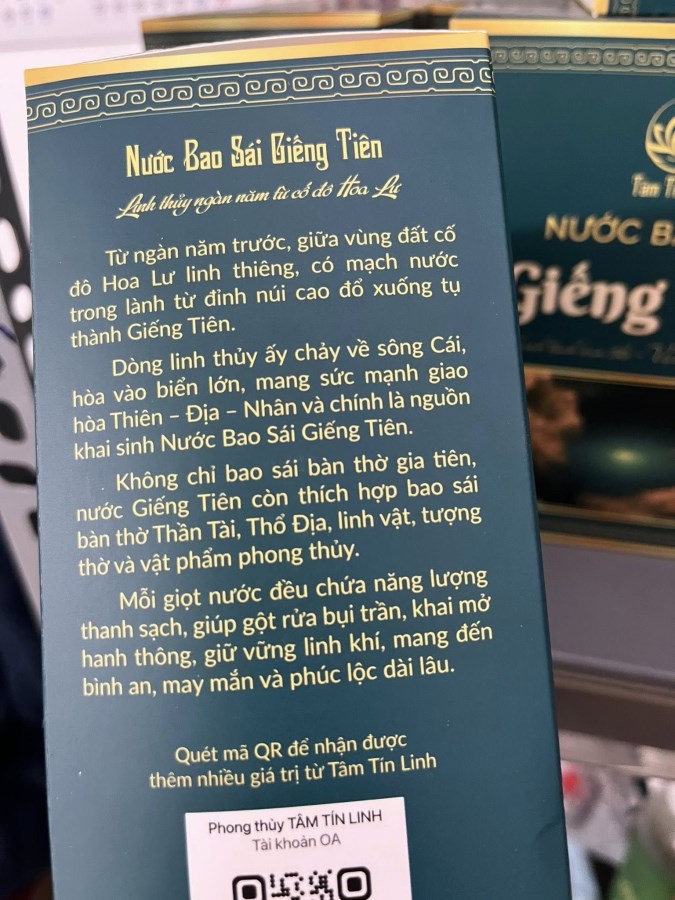 Nước Bao Sái Giếng Tiên
Linh thủy ngàn năm từ cố đô Hoa Lư
Từ ngàn năm trước, giữa vùng đất cố
đô Hoa Lư linh thiêng, có mạch nước
trong lành từ đỉnh núi cao đổ xuống tụ
thành Giếng Tiên.
Dòng linh thủy ấy chảy về sông Cái,
hòa vào biển lớn, mang sức mạnh giao
hòa Thiên – Địa – Nhân và chính là nguồn
khai sinh Nước Bao Sái Giếng Tiên.
Không chỉ bao sái bàn thờ gia tiên,
nước Giếng Tiên còn thích hợp bao sái
bàn thờ Thần Tài, Thổ Địa, linh vật, tượng
thờ và vật phẩm phong thủy.
Mỗi giọt nước đều chứa năng lượng
thanh sạch, giúp gột rửa bụi trần, khai mở
hanh thông, giữ vững linh khí, mang đến
bình an, may mắn và phúc lộc dài lâu.
Quét mã QR để nhận được
thêm nhiều giá trị từ Tâm Tín Linh
Phong thủy TÂM TÍN LINH
Tài khoản OA
Tâm
NƯỚC
Giếng